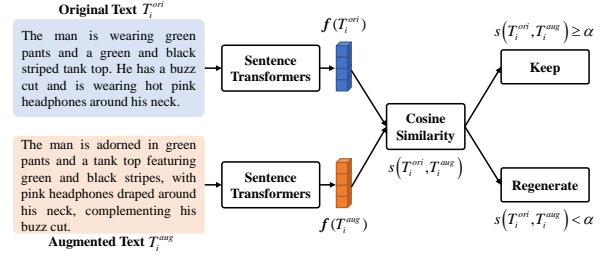 Original Text T_i^{ori}
The man is wearing green
pants and a green and black
striped tank top. He has a buzz
cut and is wearing hot pink
headphones around his neck.
Sentence
Transformers
f(T_i^{ori})
The man is adorned in green
pants and a tank top featuring
green and black stripes, with
pink headphones draped around
his neck, complementing his
buzz cut.
Augmented Text T_i^{aug}
Sentence
Transformers
f(T_i^{aug})
Cosine
Similarity
s(T_i^{ori}, T_i^{aug})
s(T_i^{ori}, T_i^{aug}) ≥ α
Keep
Regenerate
s(T_i^{ori}, T_i^{aug}) < α